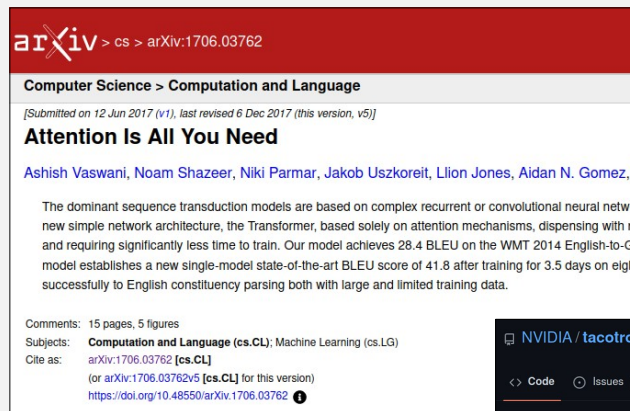 arXiv > cs > arXiv:1706.03762
Computer Science > Computation and Language
[Submitted on 12 Jun 2017 (v1), last revised 6 Dec 2017 (this version, v5)]
Attention Is All You Need
Ashish Vaswani, Noam Shazeer, Niki Parmar, Jakob Uszkoreit, Llion Jones, Aidan N. Gomez,
The dominant sequence transduction models are based on complex recurrent or convolutional neural netw
new simple network architecture, the Transformer, based solely on attention mechanisms, dispensing with
and requiring significantly less time to train. Our model achieves 28.4 BLEU on the WMT 2014 English-to-G
model establishes a new single-model state-of-the-art BLEU score of 41.8 after training for 3.5 days on eig
successfully to English constituency parsing both with large and limited training data.
Comments: 15 pages, 5 figures
Subjects: Computation and Language (cs.CL); Machine Learning (cs.LG)
Cite as: arXiv:1706.03762 [cs.CL]
(or arXiv:1706.03762v5 [cs.CL] for this version)
https://doi.org/10.48550/arXiv.1706.03762
NVIDIA / tacotro
Code Issues